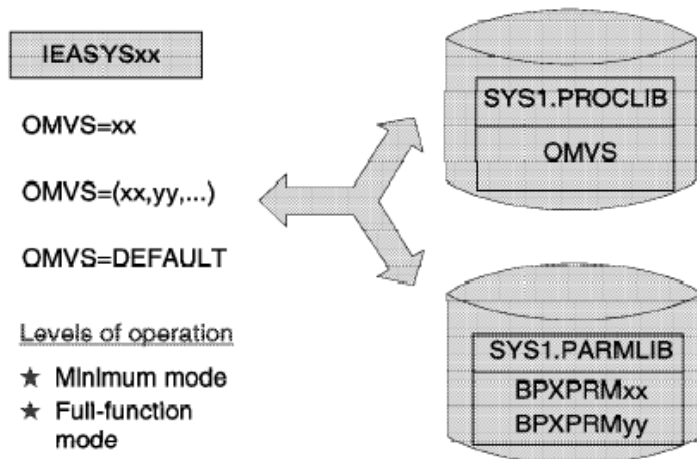 IEASYSxx
OMVS=xx
OMVS=(xx,yy,...)
OMVS=DEFAULT
Levels of operation
★ Minimum mode
★ Full-function
mode
SYS1.PROCLIB
OMVS
SYS1.PARMLIB
BPXPRMxx
BPXPRMyy